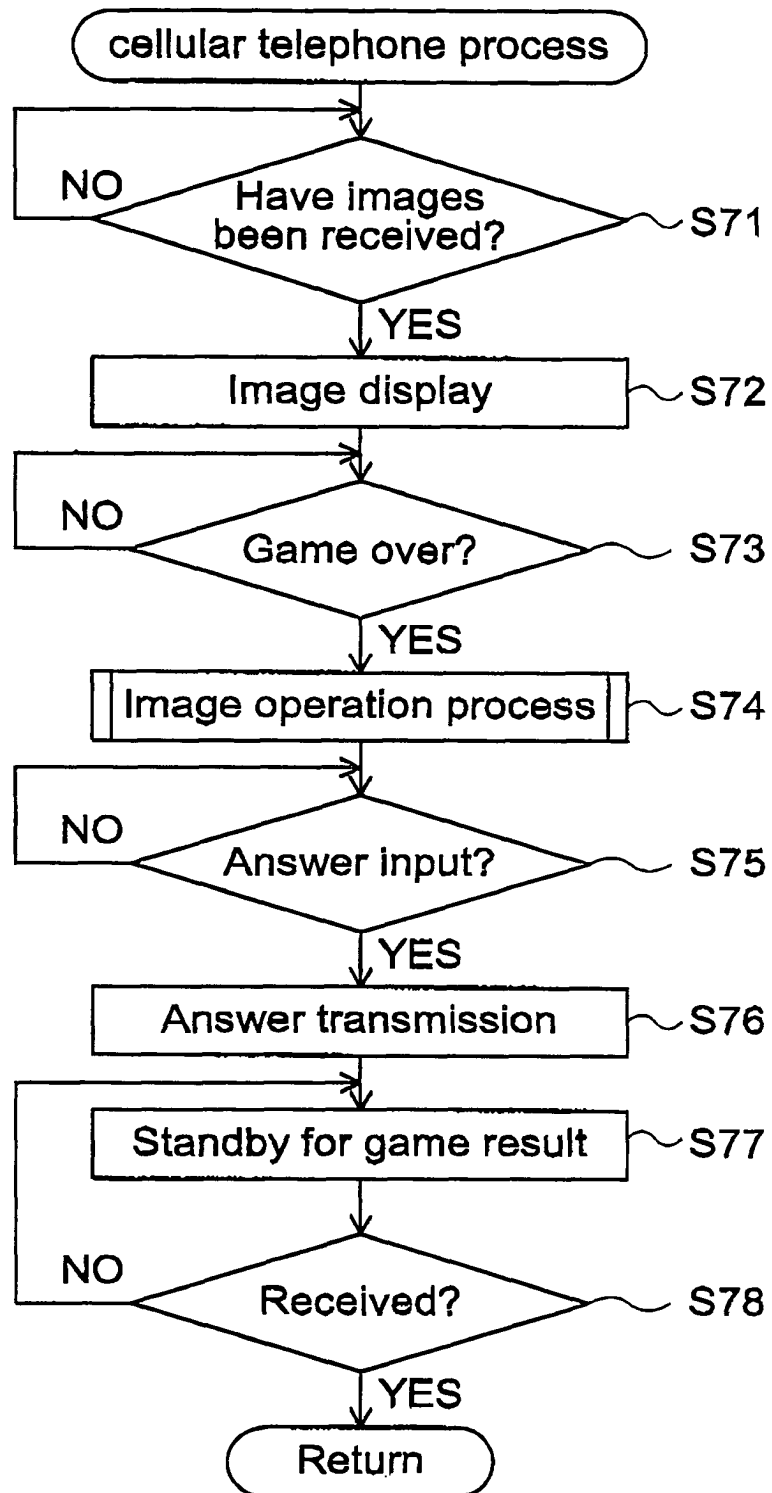 cellular telephone process
NO
Have images
been received?
S71
YES
Image display
S72
NO
Game over?
S73
YES
Image operation process
S74
NO
Answer input?
S75
YES
Answer transmission
S76
Standby for game result
S77
NO
Received?
S78
YES
Return